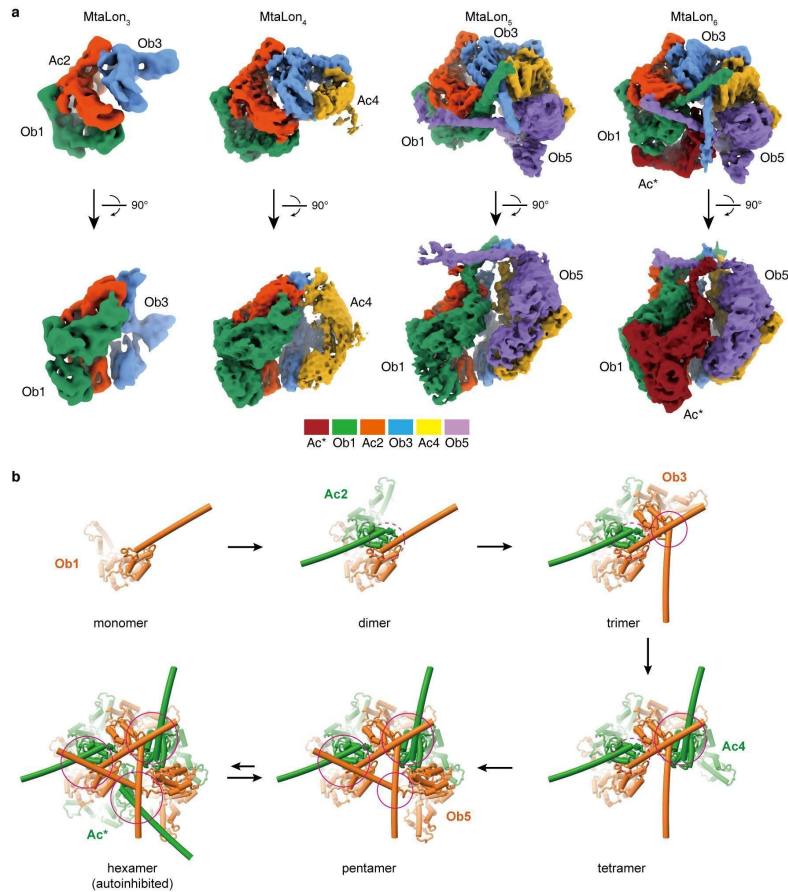 a
MtaLon3 MtaLon4 MtaLon5 MtaLon6
Ob3 Ob3
Ac2 Ob3
Ac4
Ob1 Ob1 Ob5 Ob1 Ob5
Ac*
90° 90° 90° 90°
Ob3 Ac4 Ob5 Ob5
Ob1 Ob1 Ob1
Ac*
Ac* Ob1 Ac2 Ob3 Ac4 Ob5
b
Ac2 Ob3
Ob1
monomer dimer trimer
Ac4
Ac* Ob5
hexamer pentamer tetramer
(autoinhibited)